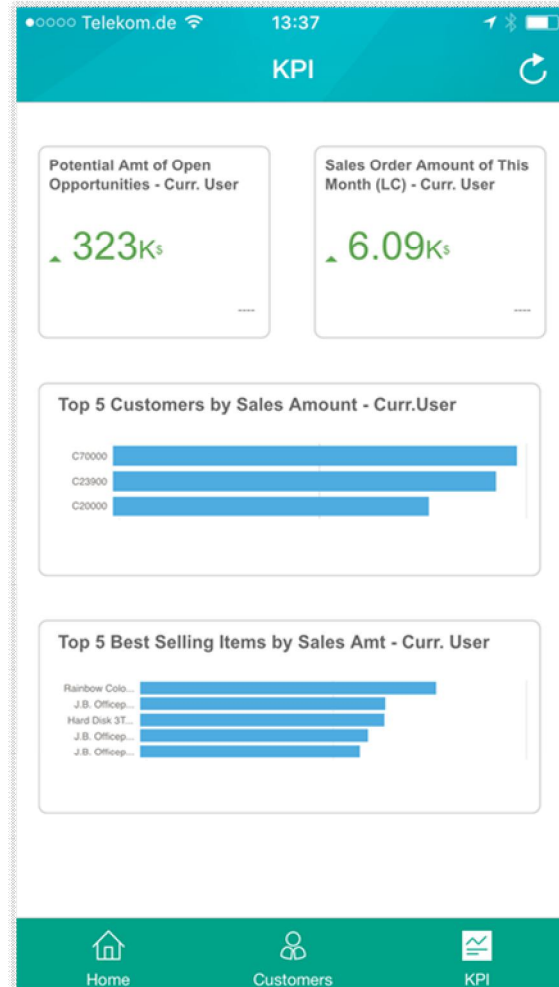 Telekom.de 13:37
KPI
Potential Amt of Open
Opportunities - Curr. User
323K$
----
Sales Order Amount of This
Month (LC) - Curr. User
6.09K$
----
Top 5 Customers by Sales Amount - Curr.User
C70000
C23900
C20000
Top 5 Best Selling Items by Sales Amt - Curr. User
Rainbow Colo...
J.B. Officep...
Hard Disk 3T...
J.B. Officep...
J.B. Officep...
Home Customers KPI